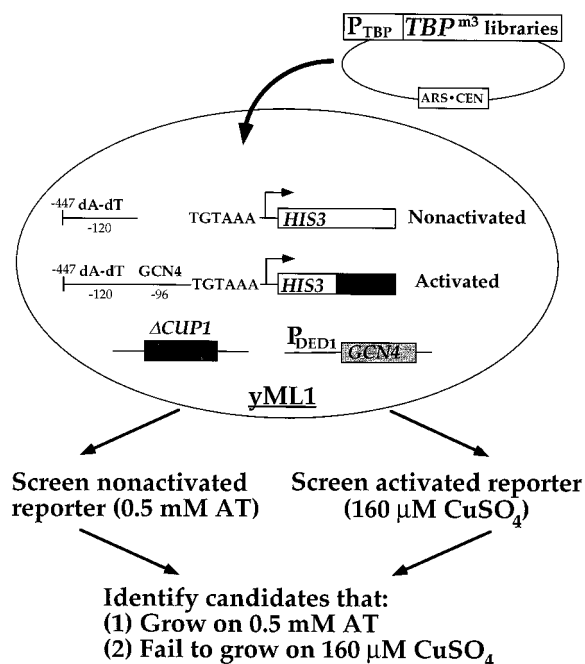 P_TBP TBP^m3 libraries
ARS•CEN
-447 dA-dT
-120
TGTAAA
HIS3
Nonactivated
-447 dA-dT GCN4
-120 -96
TGTAAA
HIS3
Activated
ΔCUP1
P_DED1 GCN4
yML1
Screen nonactivated
reporter (0.5 mM AT)
Screen activated reporter
(160 μM CuSO₄)
Identify candidates that:
(1) Grow on 0.5 mM AT
(2) Fail to grow on 160 μM CuSO₄